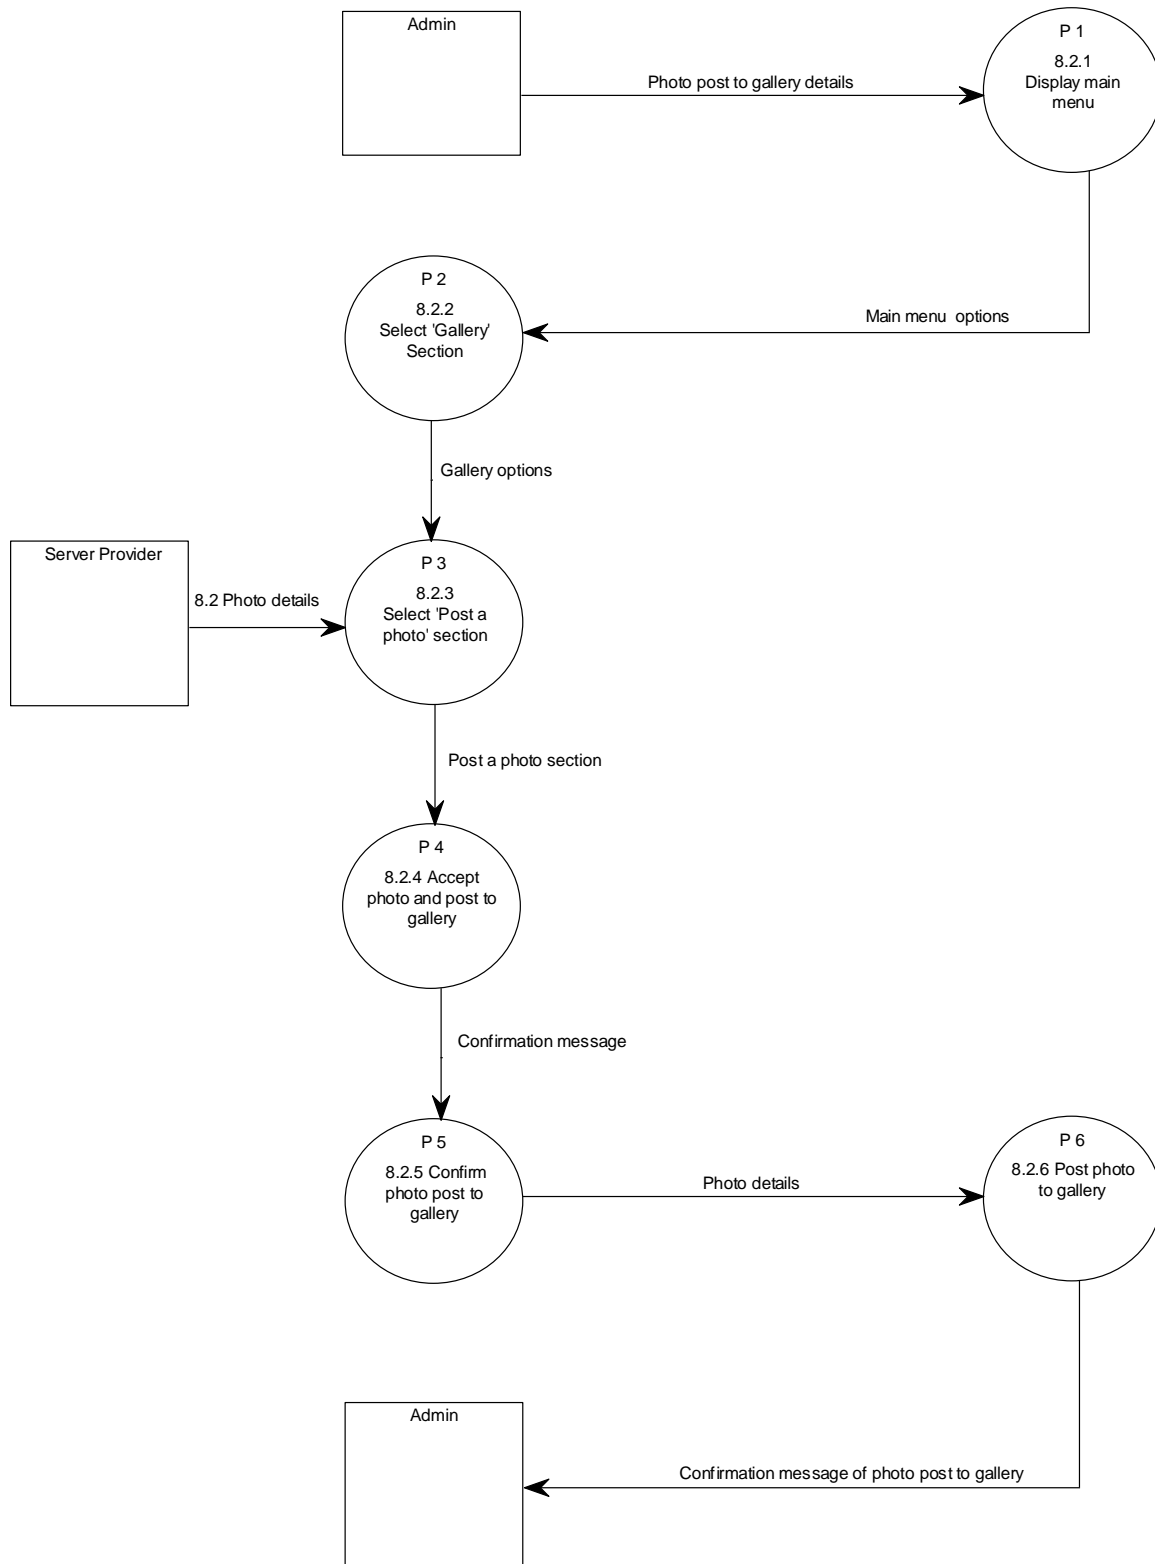 Admin
Photo post to gallery details
P 1
8.2.1
Display main
menu
P 2
8.2.2
Select 'Gallery'
Section
Main menu  options
Gallery options
Server Provider
8.2 Photo details
P 3
8.2.3
Select 'Post a
photo' section
Post a photo section
P 4
8.2.4 Accept
photo and post to
gallery
Confirmation message
P 5
8.2.5 Confirm
photo post to
gallery
Photo details
P 6
8.2.6 Post photo
to gallery
Admin
Confirmation message of photo post to gallery